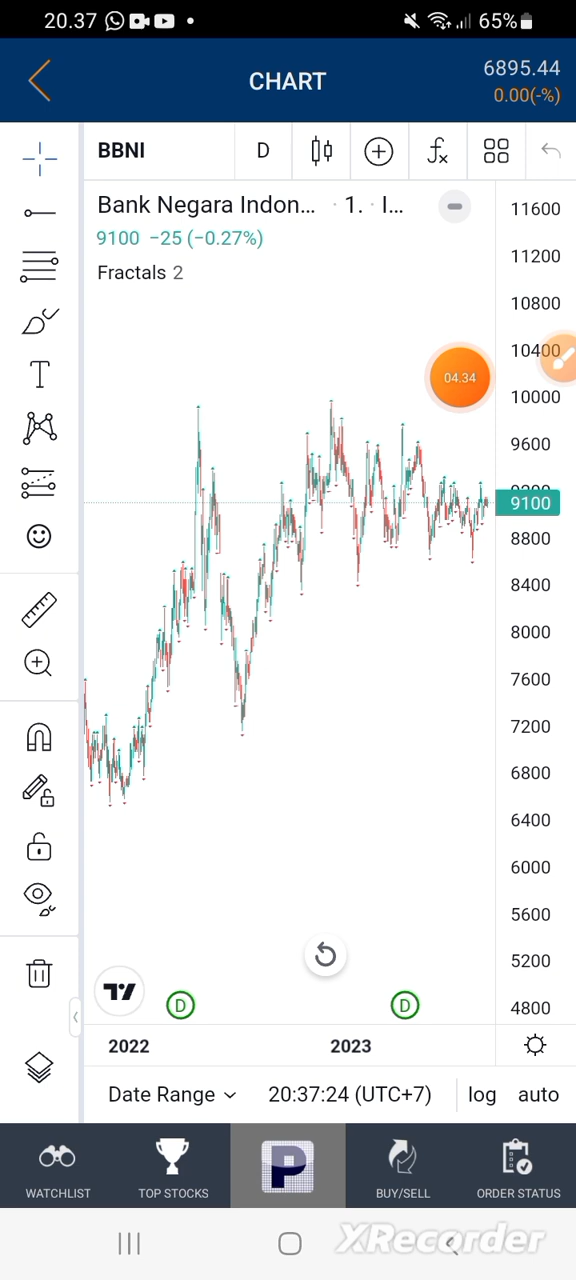 20.37 65%
CHART
6895.44
0.00(-%)
BBNI D
Bank Negara Indon... · 1. · I...
9100 −25 (−0.27%)
Fractals 2
11600
11200
10800
10400
10000
9600
9100
8800
8400
8000
7600
7200
6800
6400
6000
5600
5200
4800
04.34
T
D D
2022 2023
Date Range 20:37:24 (UTC+7) log auto
P
WATCHLIST TOP STOCKS BUY/SELL ORDER STATUS
XRecorder